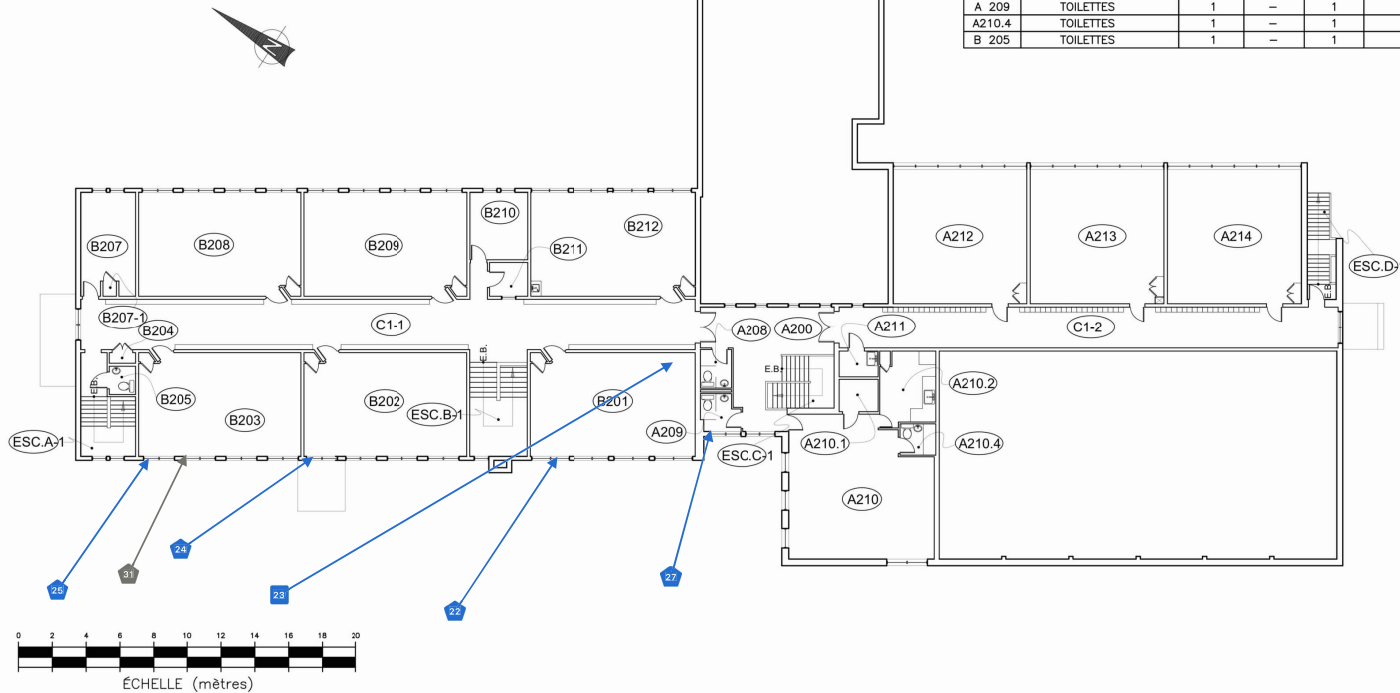 A 209 TOILETTES 1 – 1
A210.4 TOILETTES 1 – 1
B 205 TOILETTES 1 – 1
N
B207
B208
B209
B210
B211
B212
A212
A213
A214
ESC.D-
E.B.
B207-1
B204
C1-1
A208
A200
A211
C1-2
E.B.
E.B.
E.B.
B205
B203
B202
ESC.B-1
B201
A209
A210.2
ESC.A-1
ESC.C-1
A210.1
A210.4
A210
25
31
24
23
22
27
0 2 4 6 8 10 12 14 16 18 20
ÉCHELLE (mètres)